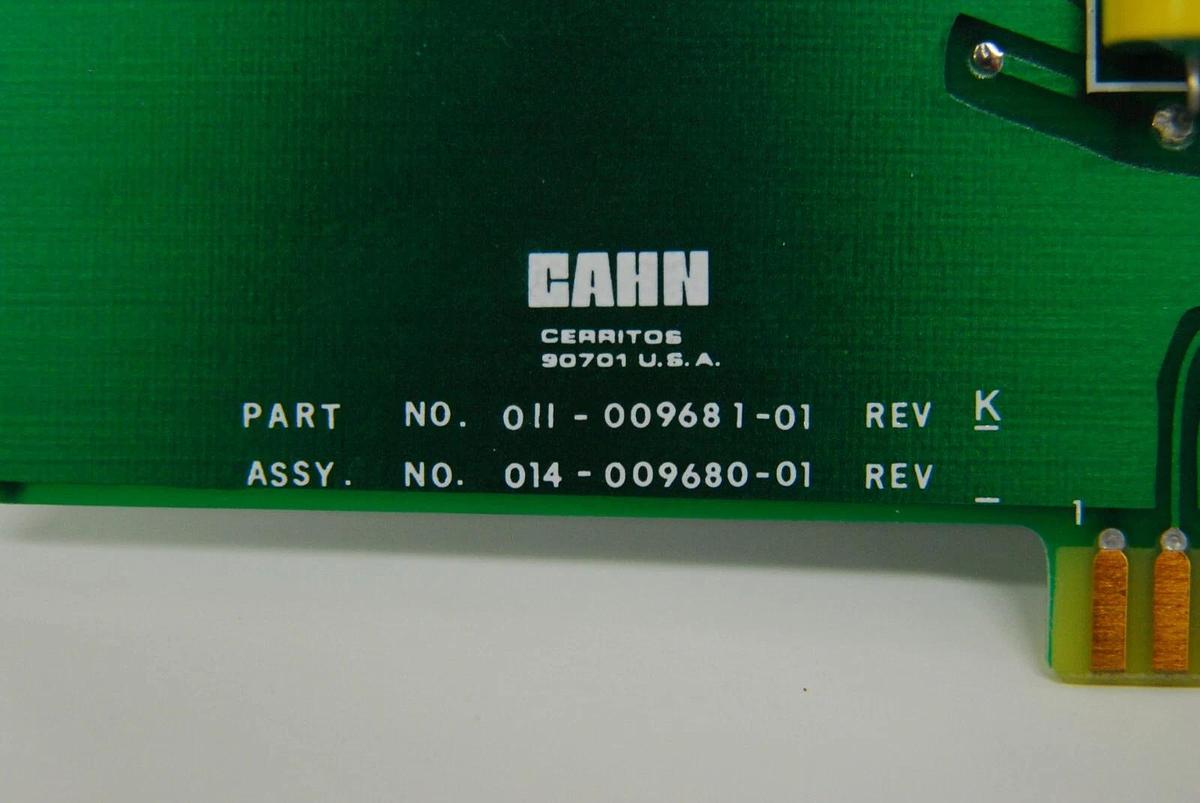 CAHN
CERRITOS
90701 U.S.A.
PART NO. 011-009681-01 REV K
ASSY. NO. 014-009680-01 REV _
1